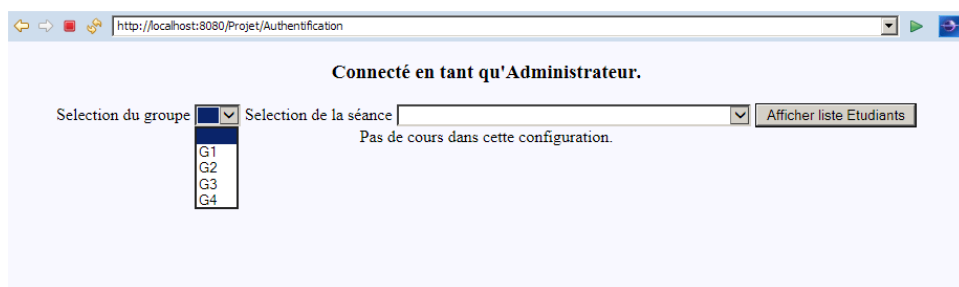 http://localhost:8080/Projet/Authentification
Connecté en tant qu'Administrateur.
Selection du groupe Selection de la séance Afficher liste Etudiants
Pas de cours dans cette configuration.
G1
G2
G3
G4